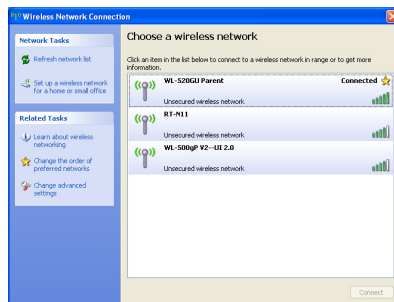 Wireless Network Connection
Network Tasks
Refresh network list
Set up a wireless network
for a home or small office
Related Tasks
Learn about wireless
networking
Change the order of
preferred networks
Change advanced
settings
Choose a wireless network
Click an item in the list below to connect to a wireless network in range or to get more
information.
WL-520GU Parent Connected
Unsecured wireless network
RT-N11
Unsecured wireless network
WL-500gP V2--UI 2.0
Unsecured wireless network
Connect